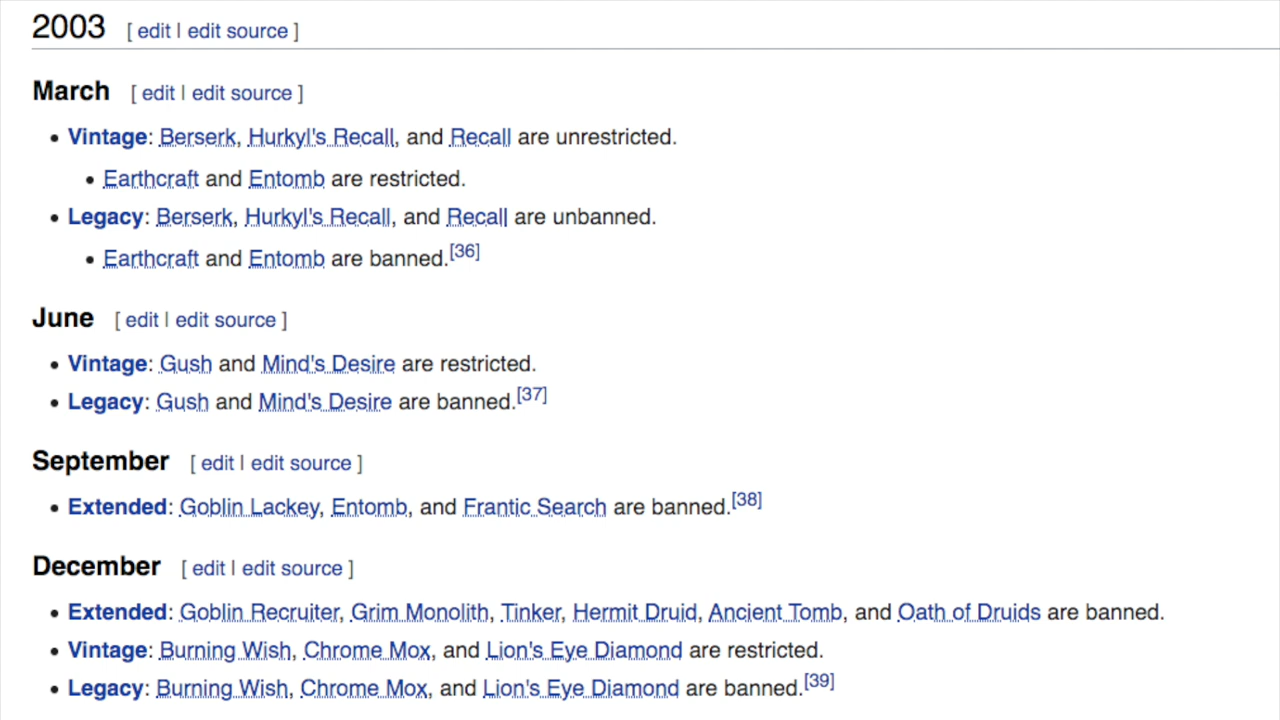 2003 [ edit | edit source ]
March [ edit | edit source ]
• Vintage: Berserk, Hurkyl's Recall, and Recall are unrestricted.
• Earthcraft and Entomb are restricted.
• Legacy: Berserk, Hurkyl's Recall, and Recall are unbanned.
• Earthcraft and Entomb are banned.[36]
June [ edit | edit source ]
• Vintage: Gush and Mind's Desire are restricted.
• Legacy: Gush and Mind's Desire are banned.[37]
September [ edit | edit source ]
• Extended: Goblin Lackey, Entomb, and Frantic Search are banned.[38]
December [ edit | edit source ]
• Extended: Goblin Recruiter, Grim Monolith, Tinker, Hermit Druid, Ancient Tomb, and Oath of Druids are banned.
• Vintage: Burning Wish, Chrome Mox, and Lion's Eye Diamond are restricted.
• Legacy: Burning Wish, Chrome Mox, and Lion's Eye Diamond are banned.[39]